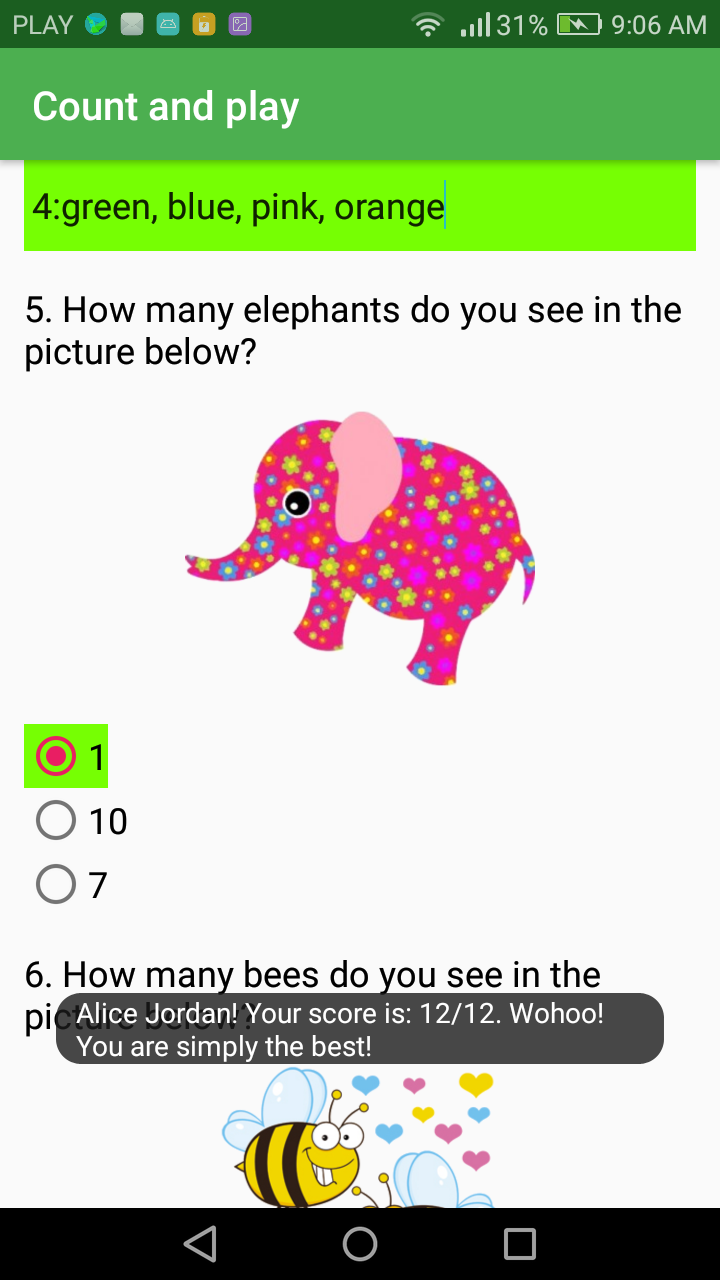 PLAY 31% 9:06 AM
Count and play
4:green, blue, pink, orange
5. How many elephants do you see in the
picture below?
1
10
7
6. How many bees do you see in the
picture below?
Alice Jordan! Your score is: 12/12. Wohoo!
You are simply the best!